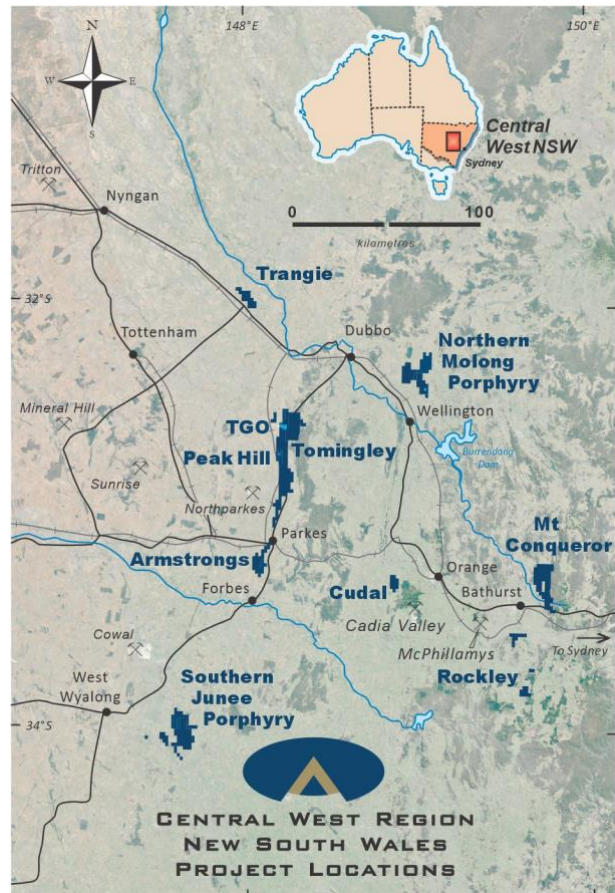 148°E
150°E
N
W
E
S
Central
West NSW
Sydney
Tritton
Nyngan
0
100
kilometres
Trangie
32°S
Tottenham
Dubbo
Northern
Molong
Porphyry
Mineral Hill
Wellington
TGO
Peak Hill
Tomingley
Burrendong
Dam
Sunrise
Northparkes
Mt
Conqueror
Parkes
Armstrongs
Orange
Cudal
Bathurst
Forbes
Cadia Valley
McPhillamys
To Sydney
Cowal
Rockley
West
Wyalong
Southern
Junee
Porphyry
34°S
CENTRAL WEST REGION
NEW SOUTH WALES
PROJECT LOCATIONS